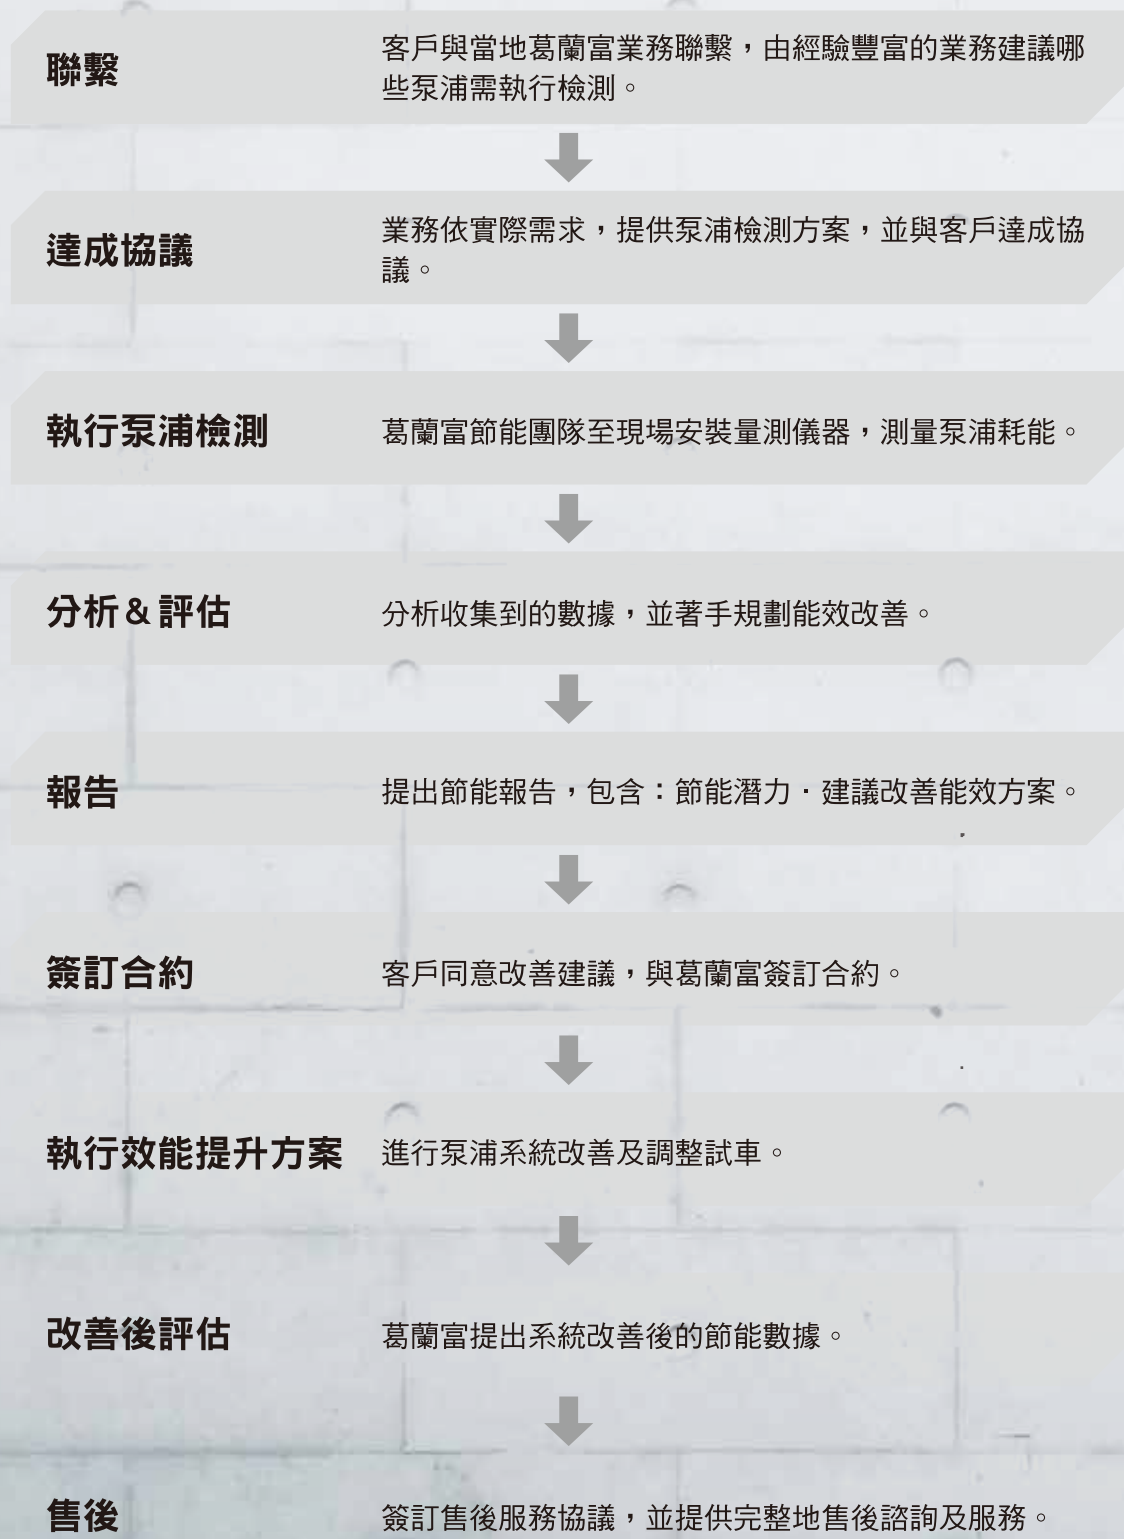 聯繫
客戶與當地葛蘭富業務聯繫，由經驗豐富的業務建議哪
些泵浦需執行檢測。
達成協議
業務依實際需求，提供泵浦檢測方案，並與客戶達成協
議。
執行泵浦檢測
葛蘭富節能團隊至現場安裝量測儀器，測量泵浦耗能。
分析＆評估
分析收集到的數據，並著手規劃能效改善。
報告
提出節能報告，包含：節能潛力．建議改善能效方案。
簽訂合約
客戶同意改善建議，與葛蘭富簽訂合約。
執行效能提升方案
進行泵浦系統改善及調整試車。
改善後評估
葛蘭富提出系統改善後的節能數據。
售後
簽訂售後服務協議，並提供完整地售後諮詢及服務。